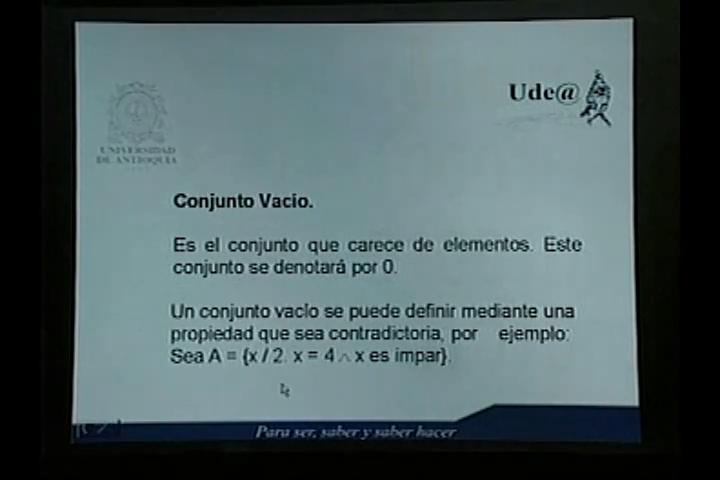 UNIVERSIDAD
DE ANTIOQUIA
Ude@
Conjunto Vacío.
Es el conjunto que carece de elementos. Este
conjunto se denotará por 0.
Un conjunto vacío se puede definir mediante una
propiedad que sea contradictoria, por ejemplo:
Sea A = {x / 2. x = 4 ∧ x es impar}.
Para ser, saber y saber hacer